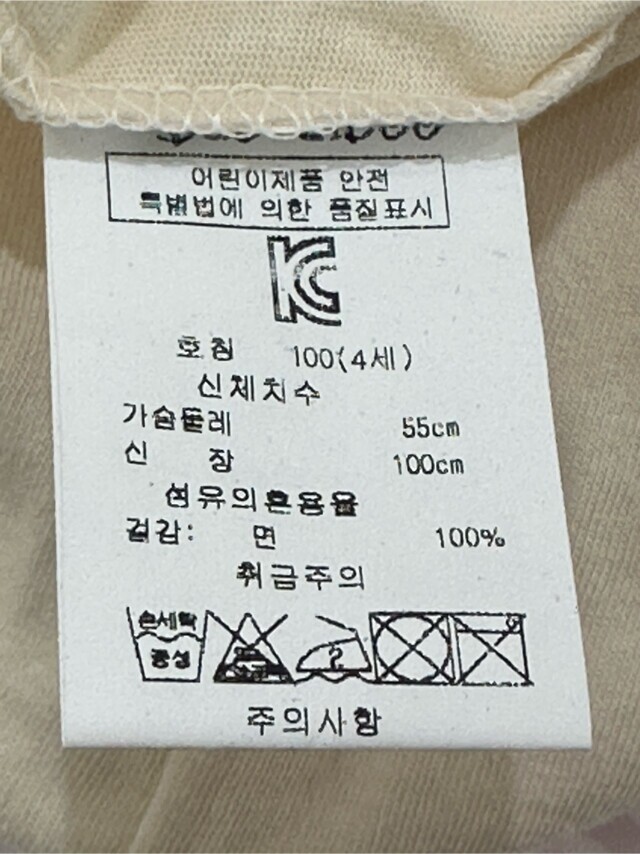 어린이제품 안전
특별법에 의한 품질표시
KC
호칭 100(4세)
신체치수
가슴둘레 55cm
신 장 100cm
섬유의혼용율
겉감: 면 100%
취급주의
손세탁
중성
2
주의사항